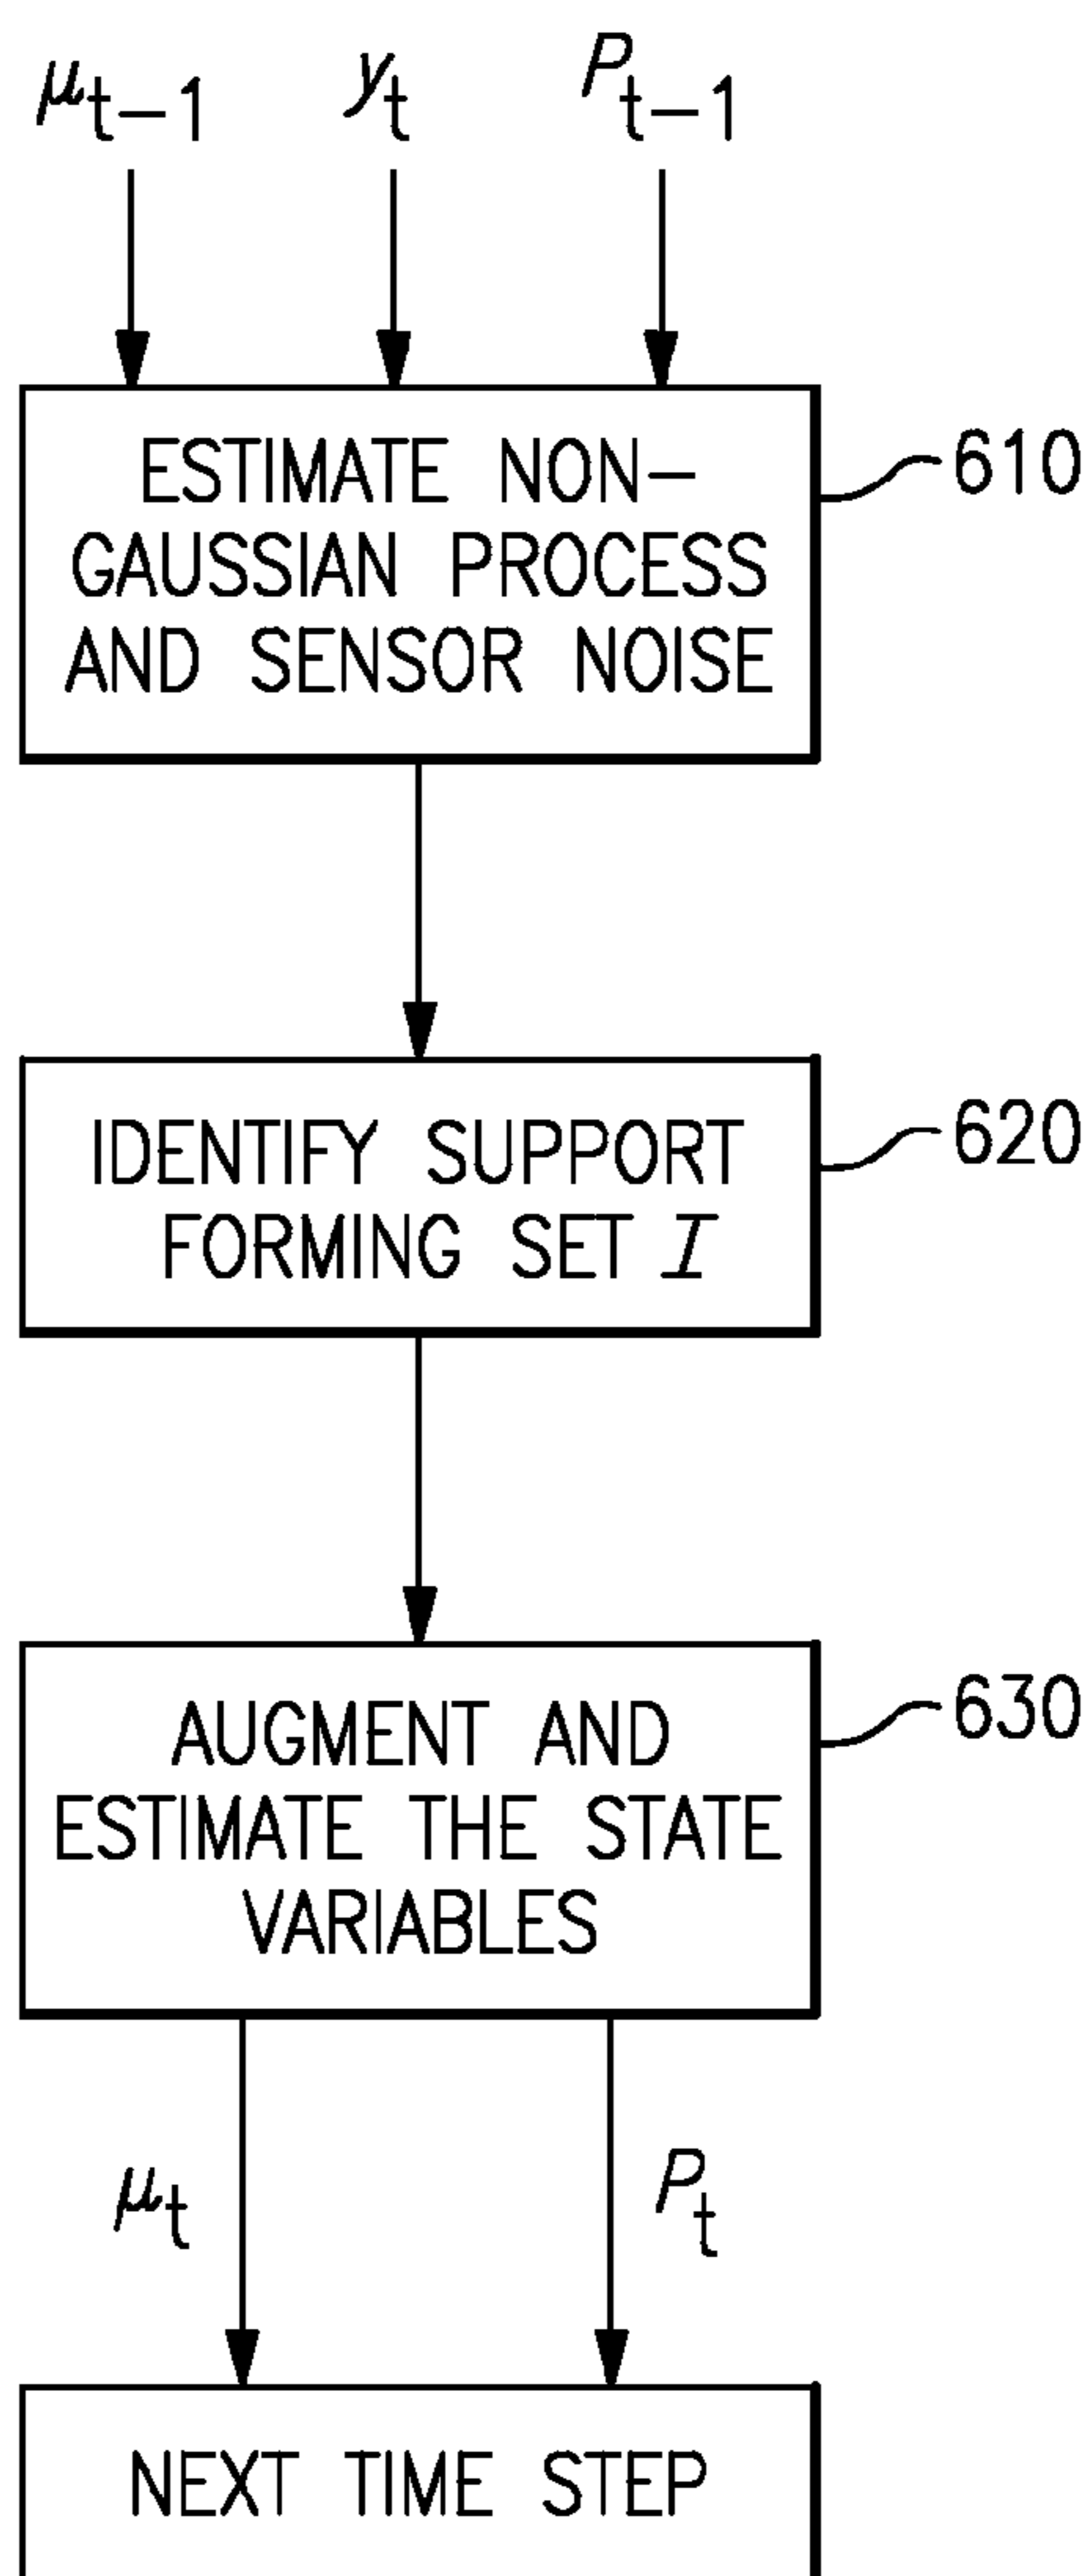 μt−1 yt Pt−1
ESTIMATE NON-
GAUSSIAN PROCESS
AND SENSOR NOISE
610
IDENTIFY SUPPORT
FORMING SET I
620
AUGMENT AND
ESTIMATE THE STATE
VARIABLES
630
μt Pt
NEXT TIME STEP